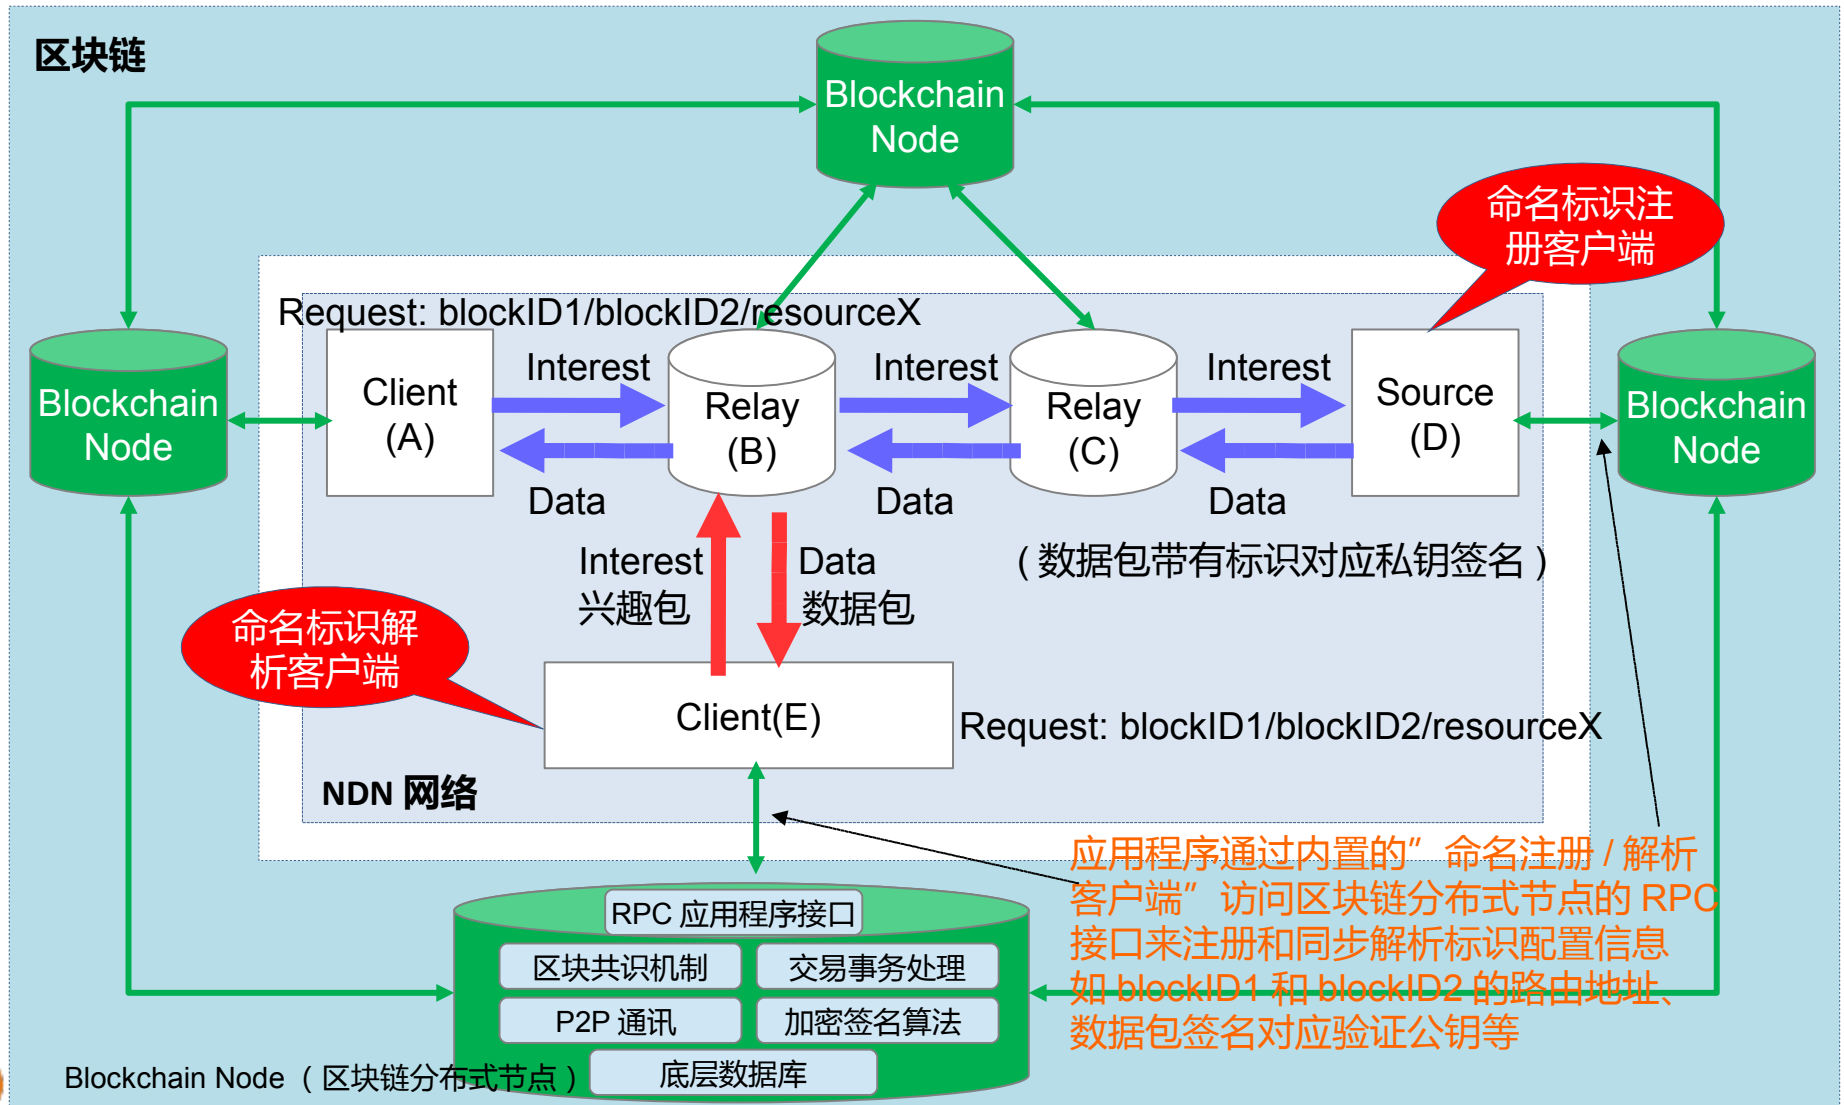 区块链
Blockchain
Node
命名标识注
册客户端
Request: blockID1/blockID2/resourceX
Blockchain
Node
Client
(A)
Interest
Data
Relay
(B)
Interest
Data
Relay
(C)
Interest
Data
Source
(D)
Blockchain
Node
Interest
兴趣包
Data
数据包
（数据包带有标识对应私钥签名）
命名标识解
析客户端
Client(E)
Request: blockID1/blockID2/resourceX
NDN 网络
应用程序通过内置的”命名注册/解析
客户端”访问区块链分布式节点的 RPC
接口来注册和同步解析标识配置信息
如 blockID1 和 blockID2 的路由地址、
数据包签名对应验证公钥等
RPC 应用程序接口
区块共识机制
交易事务处理
P2P 通讯
加密签名算法
底层数据库
Blockchain Node（区块链分布式节点）